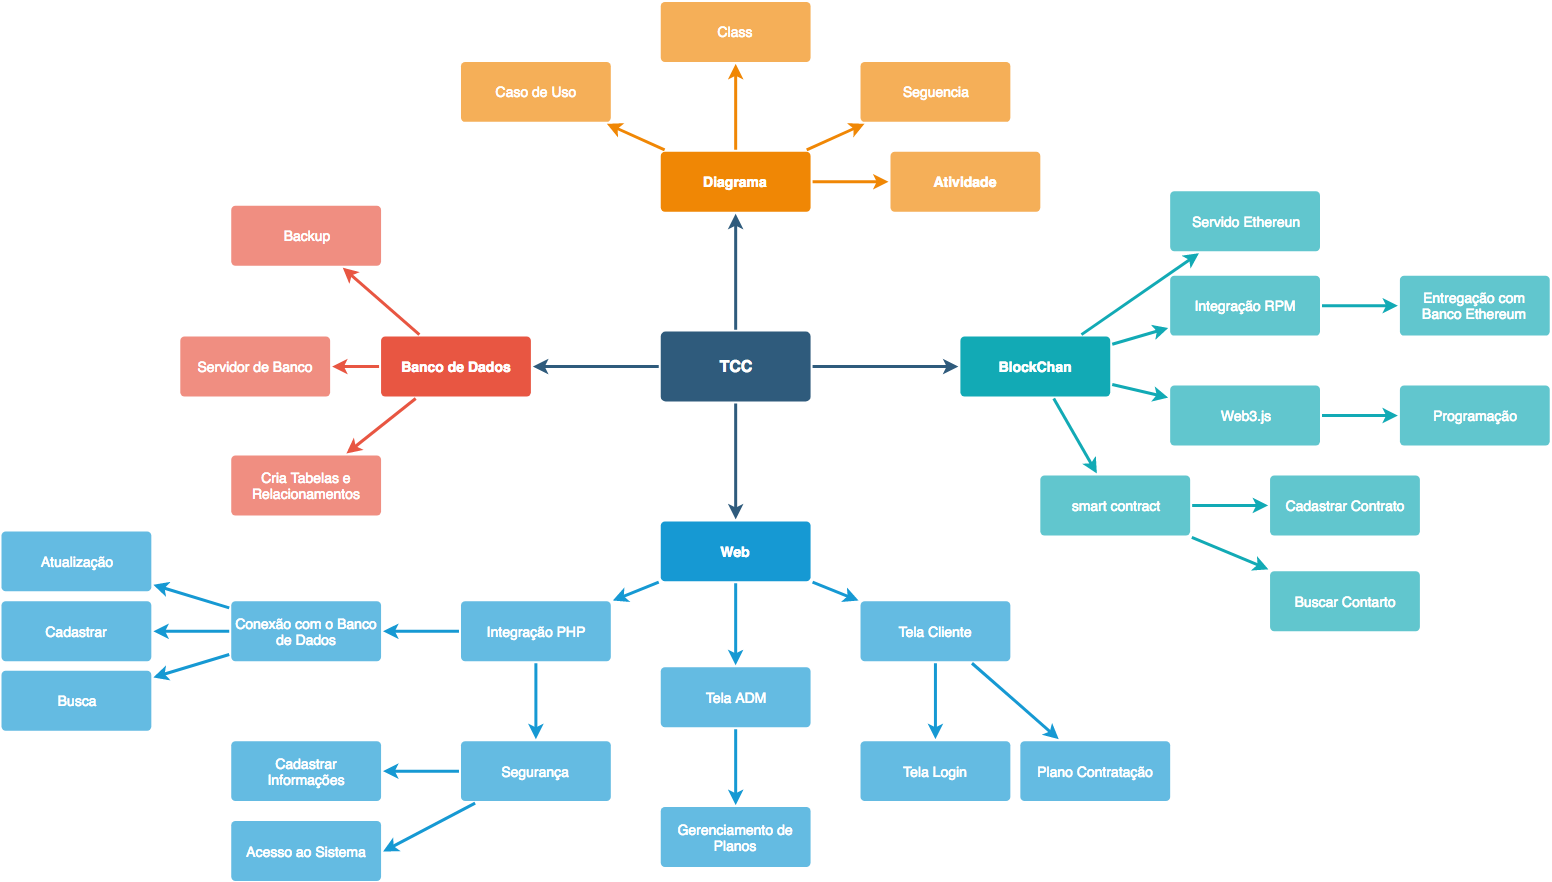 Class
Caso de Uso
Seguencia
Diagrama
Atividade
Backup
Servido Ethereun
Integração RPM
Entregação com
Banco Ethereum
Servidor de Banco
Banco de Dados
TCC
BlockChan
Web3.js
Programação
Cria Tabelas e
Relacionamentos
smart contract
Cadastrar Contrato
Web
Atualização
Buscar Contarto
Cadastrar
Conexão com o Banco
de Dados
Integração PHP
Tela Cliente
Busca
Tela ADM
Cadastrar
Informações
Segurança
Tela Login
Plano Contratação
Acesso ao Sistema
Gerenciamento de
Planos